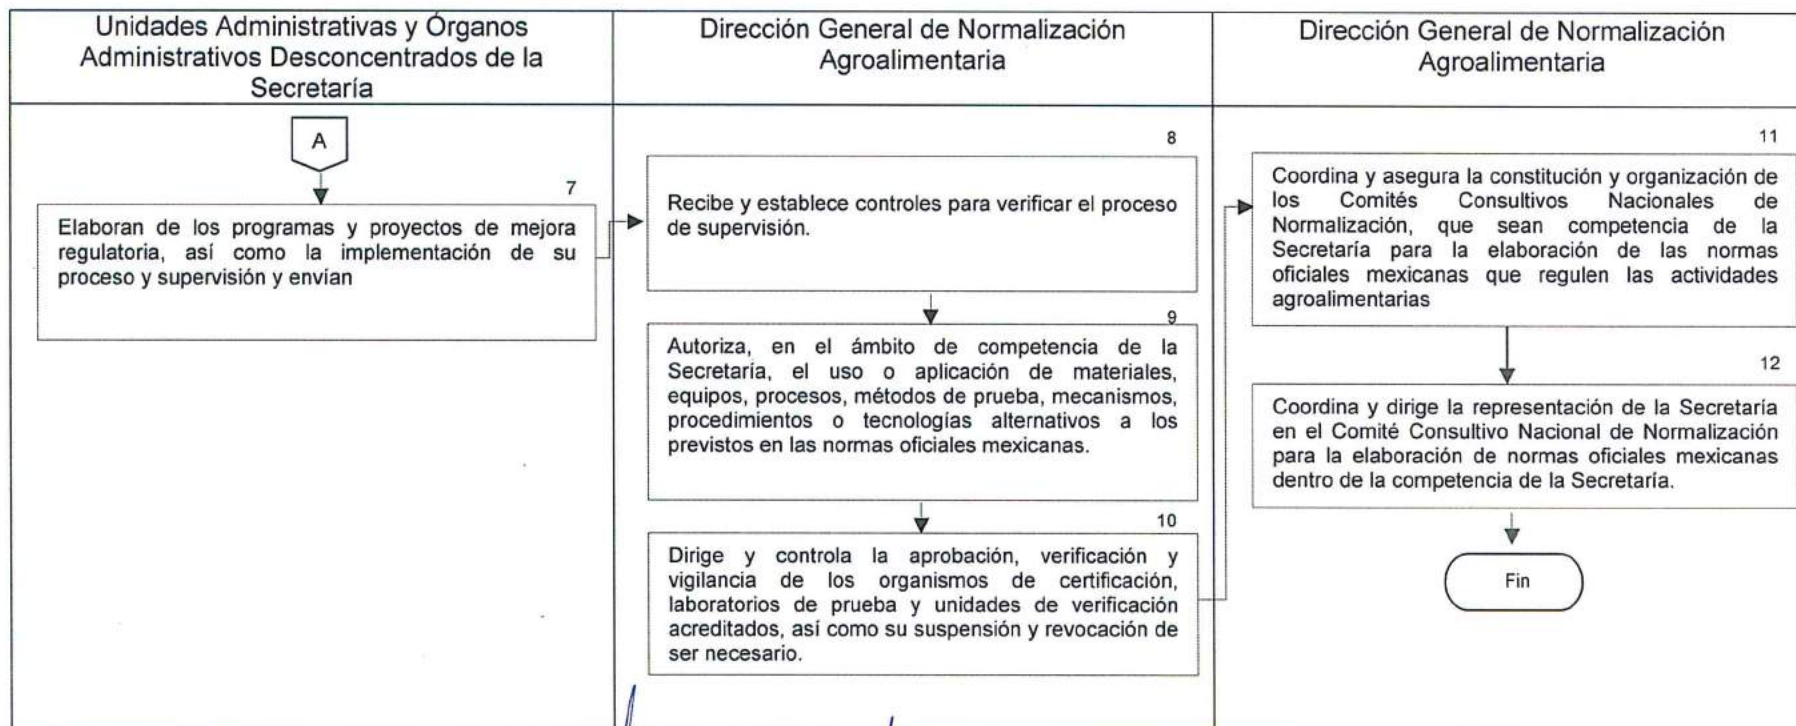 Unidades Administrativas y Órganos
Administrativos Desconcentrados de la
Secretaría
Dirección General de Normalización
Agroalimentaria
Dirección General de Normalización
Agroalimentaria
A
7
Elaboran de los programas y proyectos de mejora
regulatoria, así como la implementación de su
proceso y supervisión y envían
8
Recibe y establece controles para verificar el proceso
de supervisión.
9
Autoriza, en el ámbito de competencia de la
Secretaría, el uso o aplicación de materiales,
equipos, procesos, métodos de prueba, mecanismos,
procedimientos o tecnologías alternativos a los
previstos en las normas oficiales mexicanas.
10
Dirige y controla la aprobación, verificación y
vigilancia de los organismos de certificación,
laboratorios de prueba y unidades de verificación
acreditados, así como su suspensión y revocación de
ser necesario.
11
Coordina y asegura la constitución y organización de
los Comités Consultivos Nacionales de
Normalización, que sean competencia de la
Secretaría para la elaboración de las normas
oficiales mexicanas que regulen las actividades
agroalimentarias
12
Coordina y dirige la representación de la Secretaría
en el Comité Consultivo Nacional de Normalización
para la elaboración de normas oficiales mexicanas
dentro de la competencia de la Secretaría.
Fin